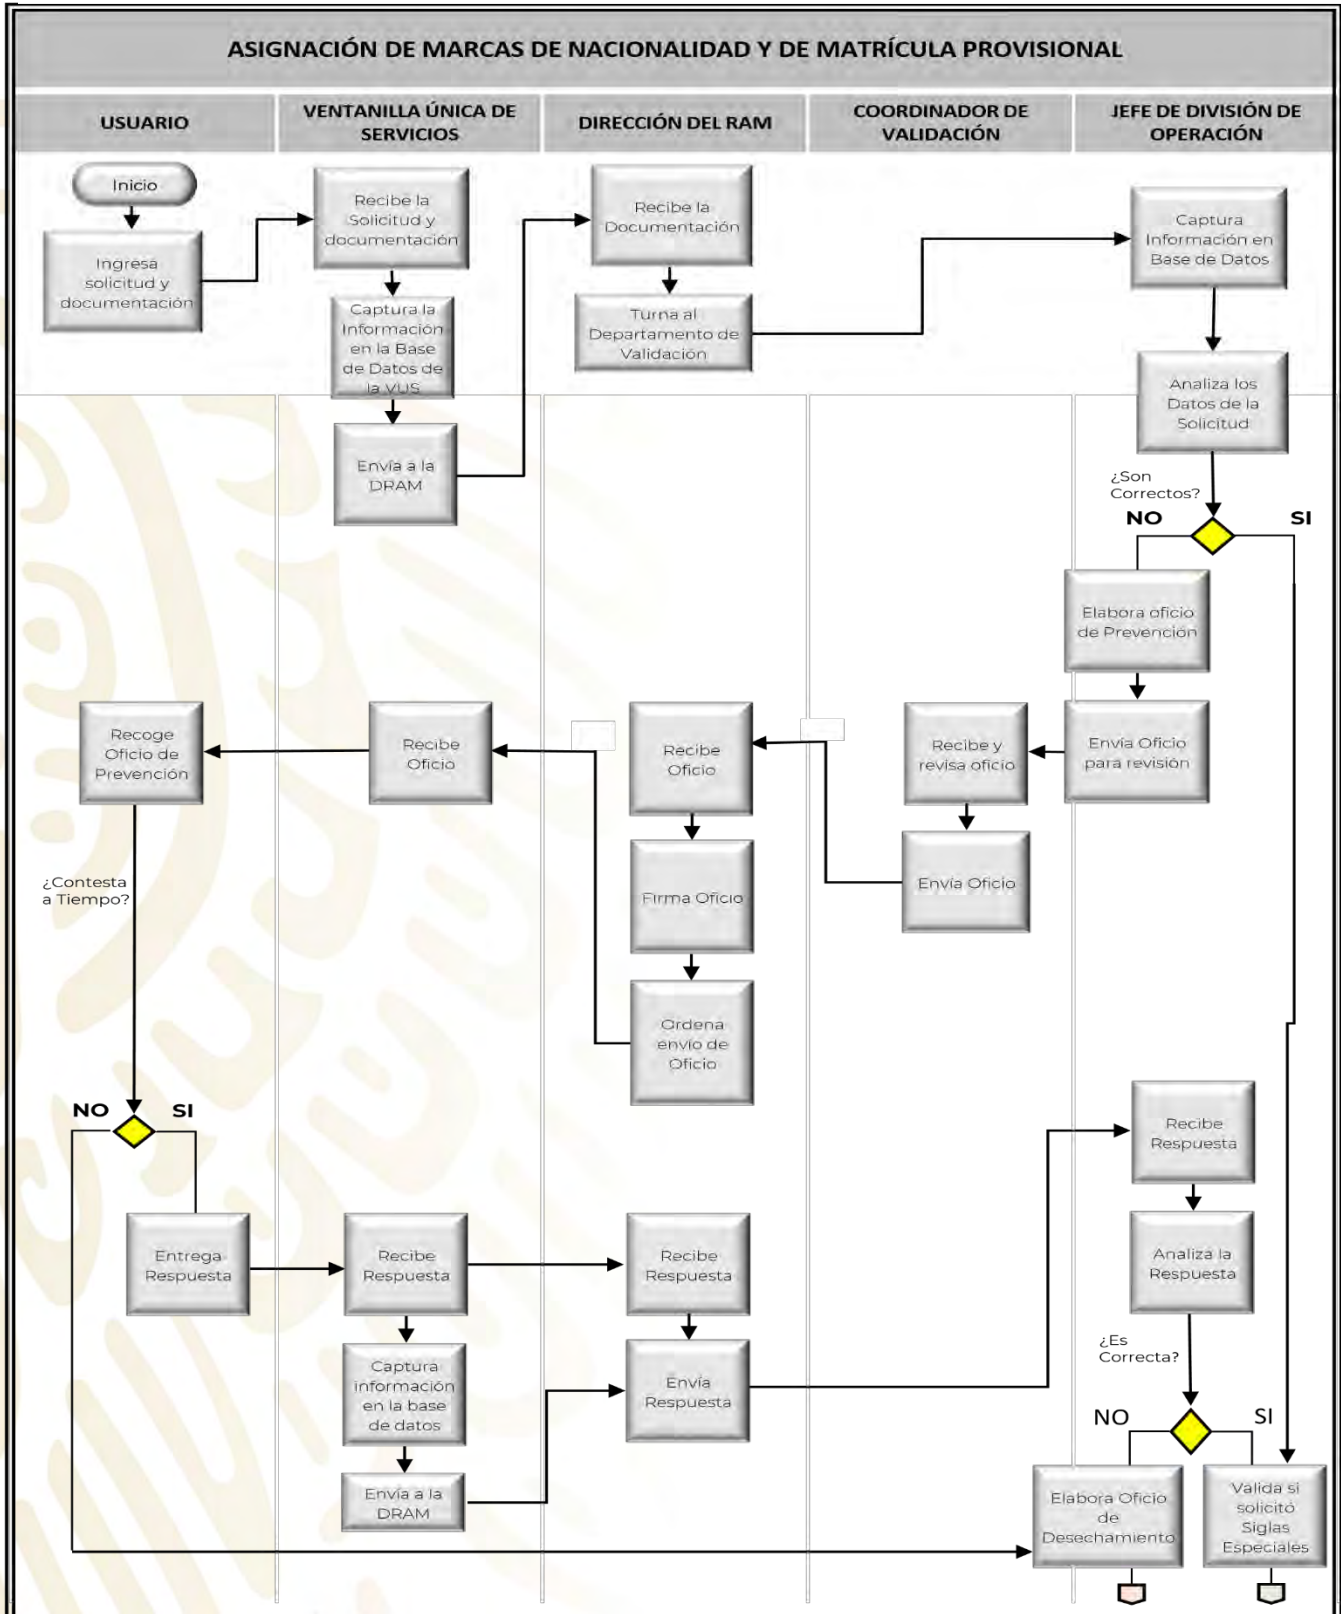 ASIGNACIÓN DE MARCAS DE NACIONALIDAD Y DE MATRÍCULA PROVISIONAL
USUARIO
VENTANILLA ÚNICA DE
SERVICIOS
DIRECCIÓN DEL RAM
COORDINADOR DE
VALIDACIÓN
JEFE DE DIVISIÓN DE
OPERACIÓN
Inicio
Ingresa
solicitud y
documentación
Recibe la
Solicitud y
documentación
Captura la
Información
en la Base
de Datos de
la VUS
Envía a la
DRAM
Recibe la
Documentación
Turna al
Departamento de
Validación
Captura
Información en
Base de Datos
Analiza los
Datos de la
Solicitud
¿Son
Correctos?
NO
SI
Elabora oficio
de Prevención
Envía Oficio
para revisión
Recibe y
revisa oficio
Envía Oficio
Recibe
Oficio
Firma Oficio
Ordena
envío de
Oficio
Recibe
Oficio
Recoge
Oficio de
Prevención
¿Contesta
a Tiempo?
NO
SI
Entrega
Respuesta
Recibe
Respuesta
Captura
información
en la base
de datos
Envía a la
DRAM
Recibe
Respuesta
Envía
Respuesta
Recibe
Respuesta
Analiza la
Respuesta
¿Es
Correcta?
NO
SI
Elabora Oficio
de
Desechamiento
Valida si
solicitó
Siglas
Especiales